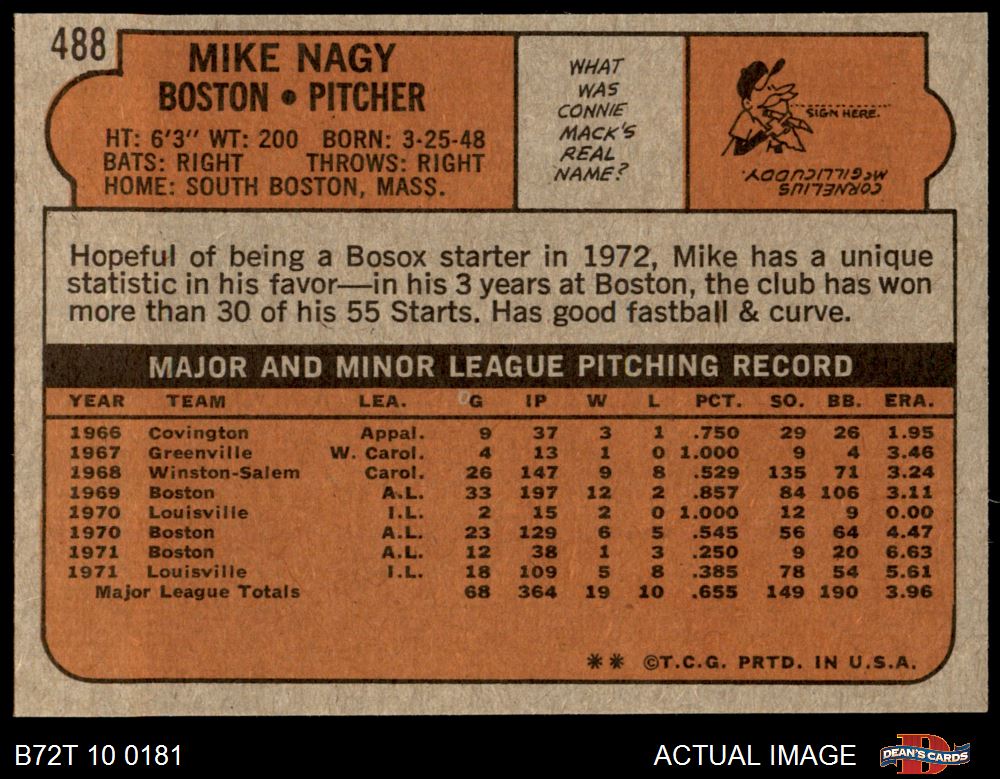 488
MIKE NAGY
BOSTON • PITCHER
HT: 6'3" WT: 200 BORN: 3-25-48
BATS: RIGHT THROWS: RIGHT
HOME: SOUTH BOSTON, MASS.
WHAT
WAS
CONNIE
MACK'S
REAL
NAME?
SIGN HERE.
CORNELIUS
McGILLICUDDY.
Hopeful of being a Bosox starter in 1972, Mike has a unique
statistic in his favor—in his 3 years at Boston, the club has won
more than 30 of his 55 Starts. Has good fastball & curve.
MAJOR AND MINOR LEAGUE PITCHING RECORD
YEAR TEAM LEA. G IP W L PCT. SO. BB. ERA.
1966 Covington Appal. 9 37 3 1 .750 29 26 1.95
1967 Greenville W. Carol. 4 13 1 0 1.000 9 4 3.46
1968 Winston-Salem Carol. 26 147 9 8 .529 135 71 3.24
1969 Boston A.L. 33 197 12 2 .857 84 106 3.11
1970 Louisville I.L. 2 15 2 0 1.000 12 9 0.00
1970 Boston A.L. 23 129 6 5 .545 56 64 4.47
1971 Boston A.L. 12 38 1 3 .250 9 20 6.63
1971 Louisville I.L. 18 109 5 8 .385 78 54 5.61
Major League Totals 68 364 19 10 .655 149 190 3.96
** ©T.C.G. PRTD. IN U.S.A.
B72T 10 0181
ACTUAL IMAGE
DEAN'S CARDS